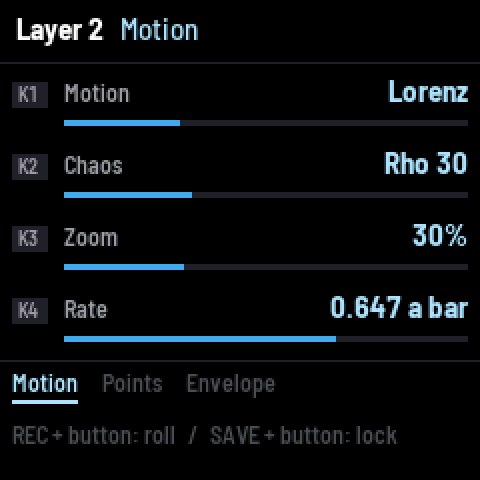 Layer 2 Motion
K1 Motion Lorenz
K2 Chaos Rho 30
K3 Zoom 30%
K4 Rate 0.647 a bar
Motion Points Envelope
REC + button: roll / SAVE + button: lock